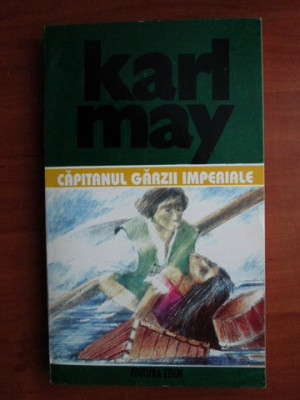 karl
may
CĂPITANUL GĂRZII IMPERIALE
EDITURA EDEN